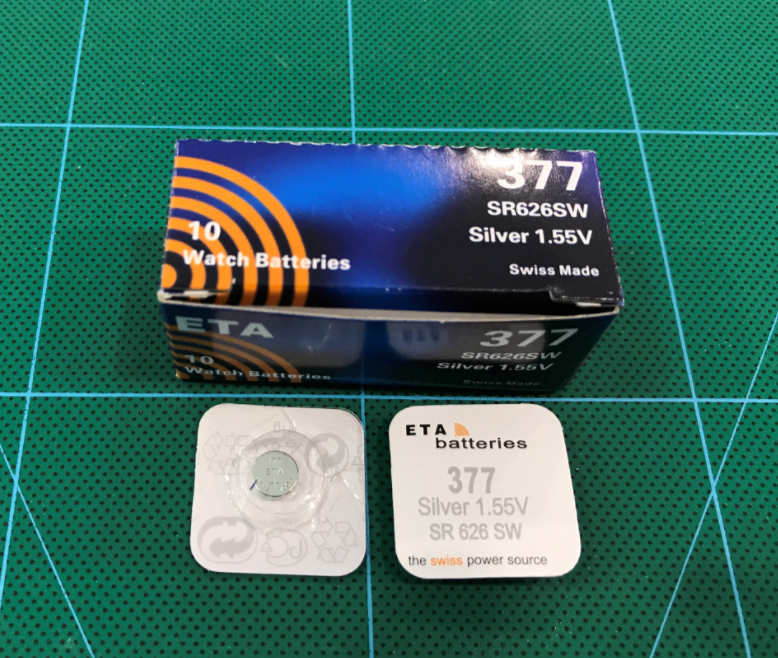 377
SR626SW
Silver 1.55V
Swiss Made
10
Watch Batteries
ETA
377
SR626SW
Silver 1.55V
Swiss Made
10
Watch Batteries
ETA
ETA
batteries
377
Silver 1.55V
SR 626 SW
the swiss power source